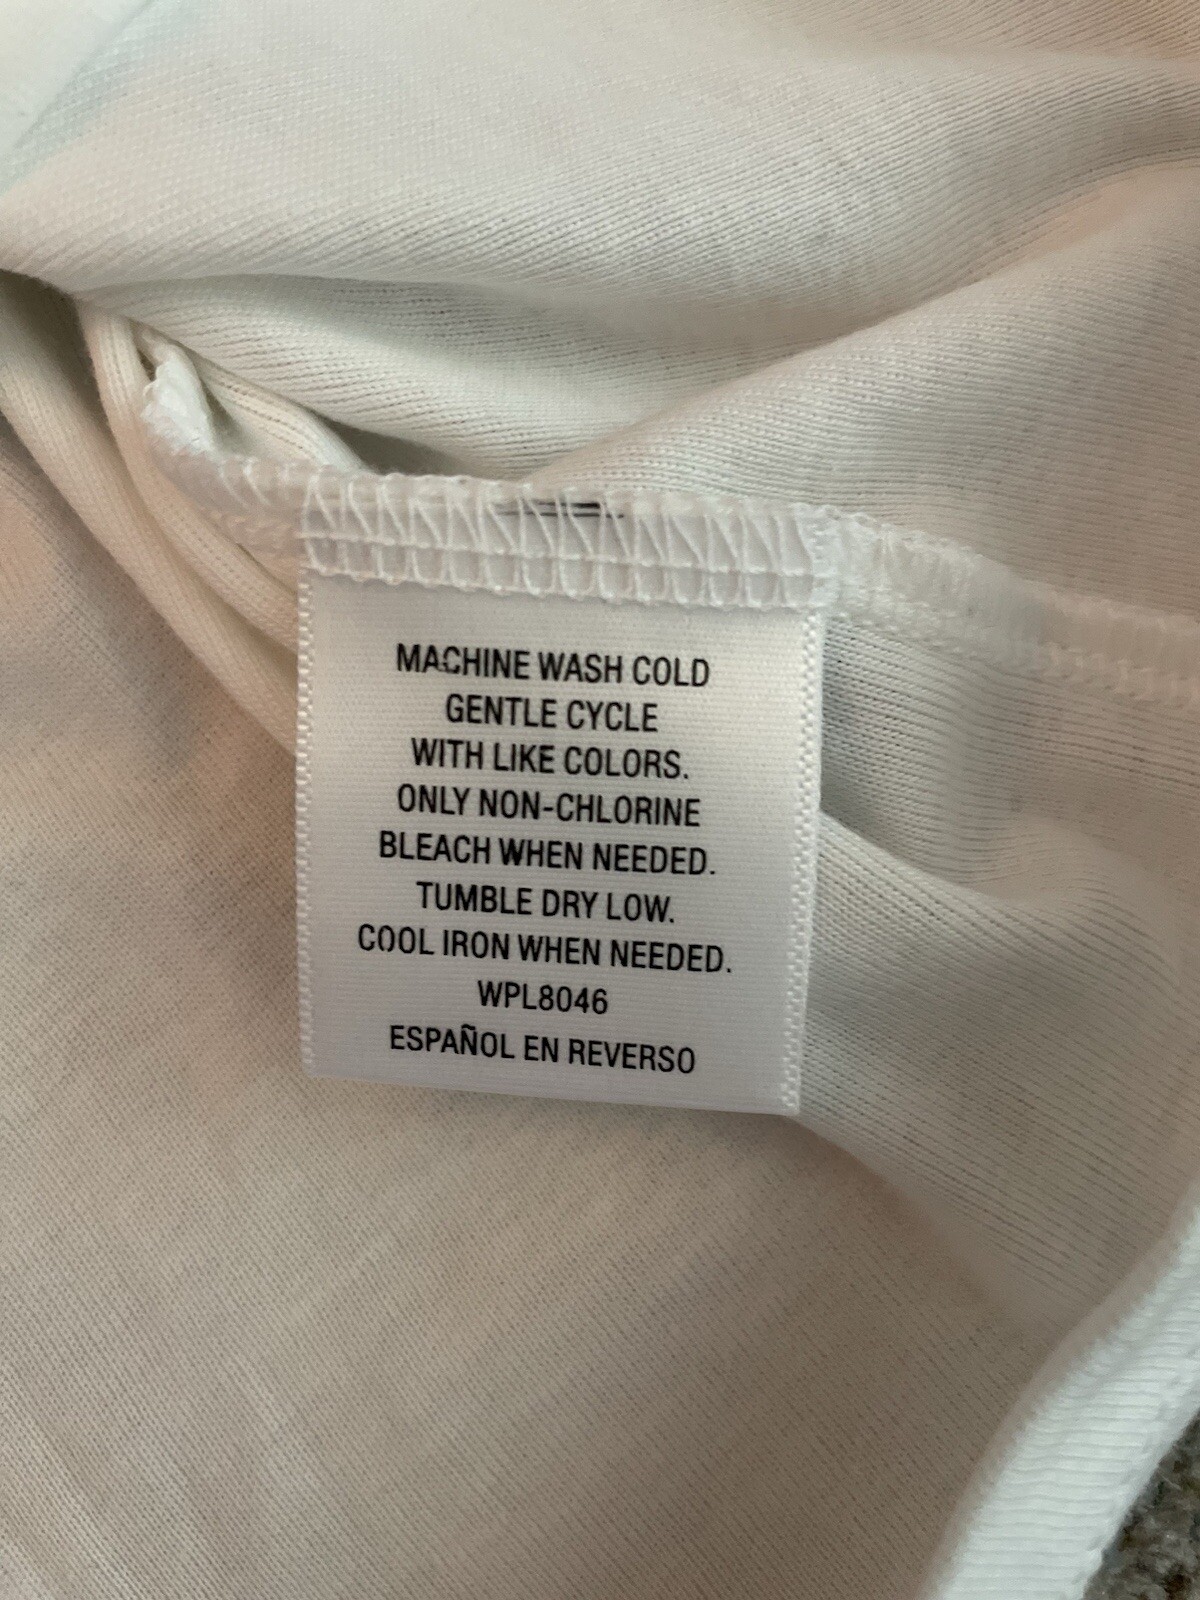 MACHINE WASH COLD
GENTLE CYCLE
WITH LIKE COLORS.
ONLY NON-CHLORINE
BLEACH WHEN NEEDED.
TUMBLE DRY LOW.
COOL IRON WHEN NEEDED.
WPL8046
ESPAÑOL EN REVERSO